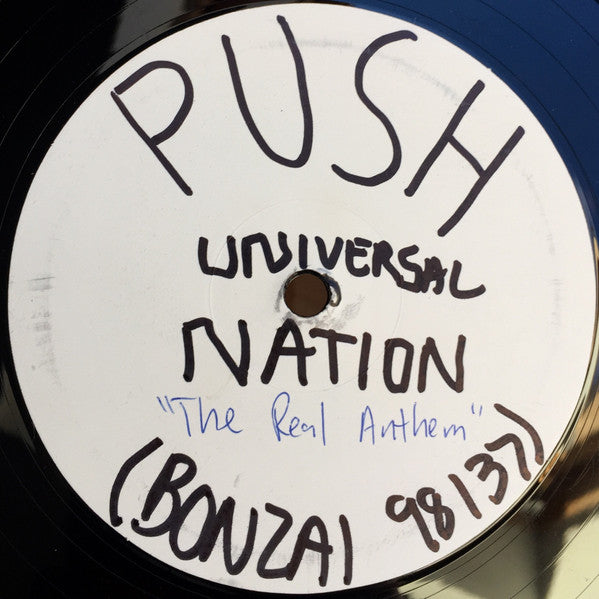 PUSH
UNIVERSAL
NATION
"The Real Anthem"
(BONZAI 98137)